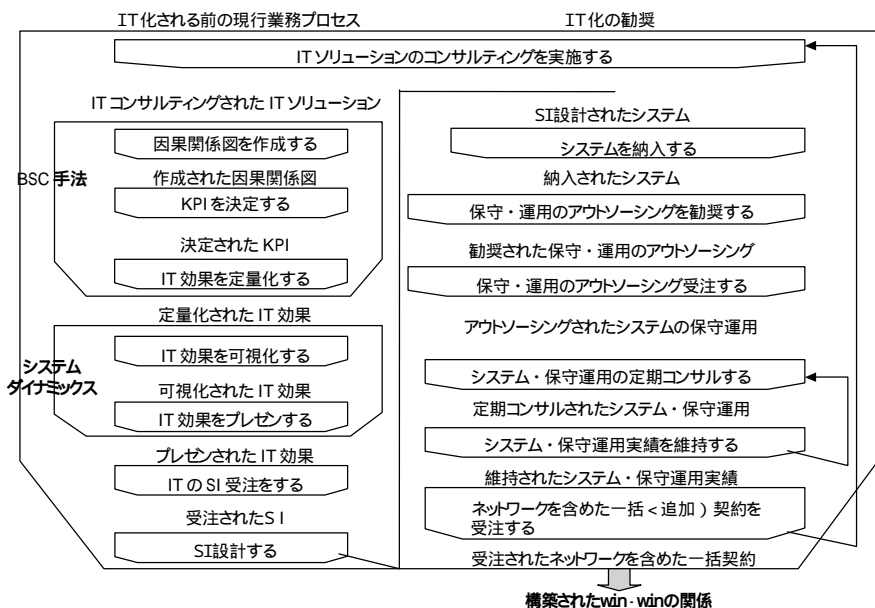 IT化される前の現行業務プロセス
IT化の勧奨
ITソリューションのコンサルティングを実施する
ITコンサルティングされたITソリューション
BSC手法
因果関係図を作成する
作成された因果関係図
KPIを決定する
決定されたKPI
IT効果を定量化する
定量化されたIT効果
システム
ダイナミックス
IT効果を可視化する
可視化されたIT効果
IT効果をプレゼンする
プレゼンされたIT効果
ITのSI受注をする
受注されたSI
SI設計する
SI設計されたシステム
システムを納入する
納入されたシステム
保守・運用のアウトソーシングを勧奨する
勧奨された保守・運用のアウトソーシング
保守・運用のアウトソーシング受注する
アウトソーシングされたシステムの保守運用
システム・保守運用の定期コンサルする
定期コンサルされたシステム・保守運用
システム・保守運用実績を維持する
維持されたシステム・保守運用実績
ネットワークを含めた一括<追加)契約を
受注する
受注されたネットワークを含めた一括契約
構築されたwin-winの関係